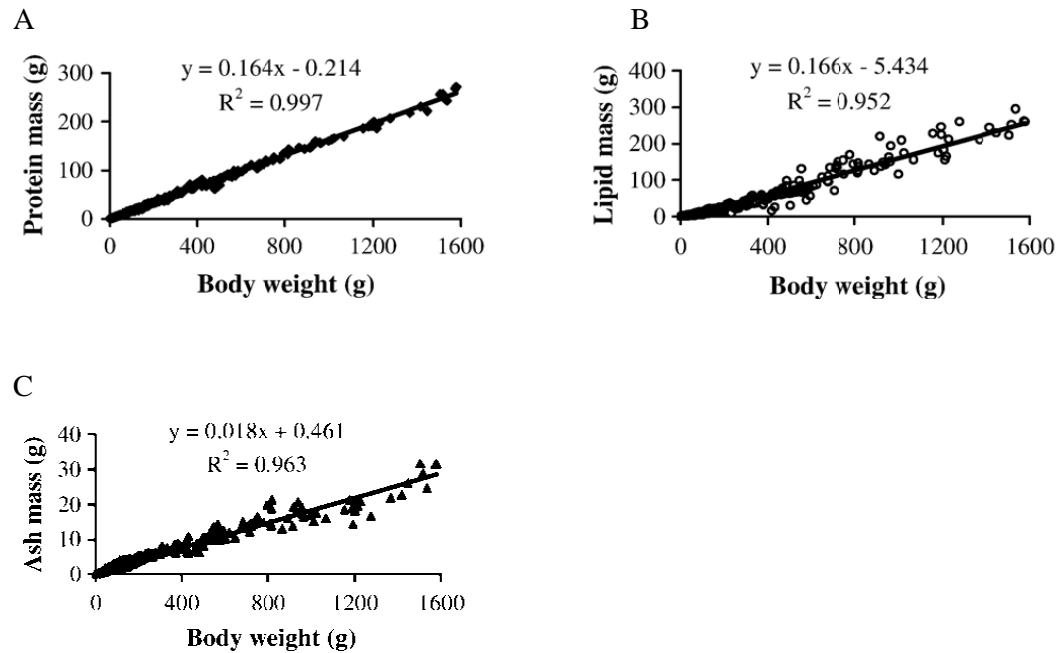 A
y = 0.164x - 0.214
R² = 0.997
Protein mass (g)
300
200
100
0
0 400 800 1200 1600
Body weight (g)
B
y = 0.166x - 5.434
R² = 0.952
Lipid mass (g)
400
300
200
100
0
0 400 800 1200 1600
Body weight (g)
C
y = 0.018x + 0.461
R² = 0.963
Ash mass (g)
40
30
20
10
0
0 400 800 1200 1600
Body weight (g)